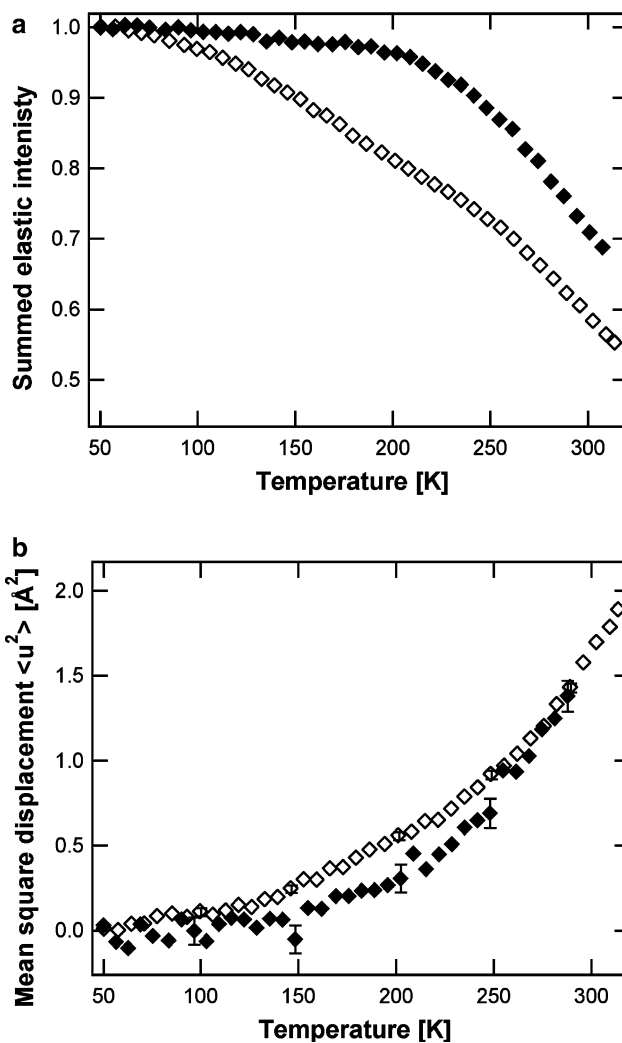 a
1.0
0.9
0.8
0.7
0.6
0.5
Summed elastic intenisty
50 100 150 200 250 300
Temperature [K]
b
2.0
1.5
1.0
0.5
0.0
Mean square displacement <u²> [Å²]
50 100 150 200 250 300
Temperature [K]